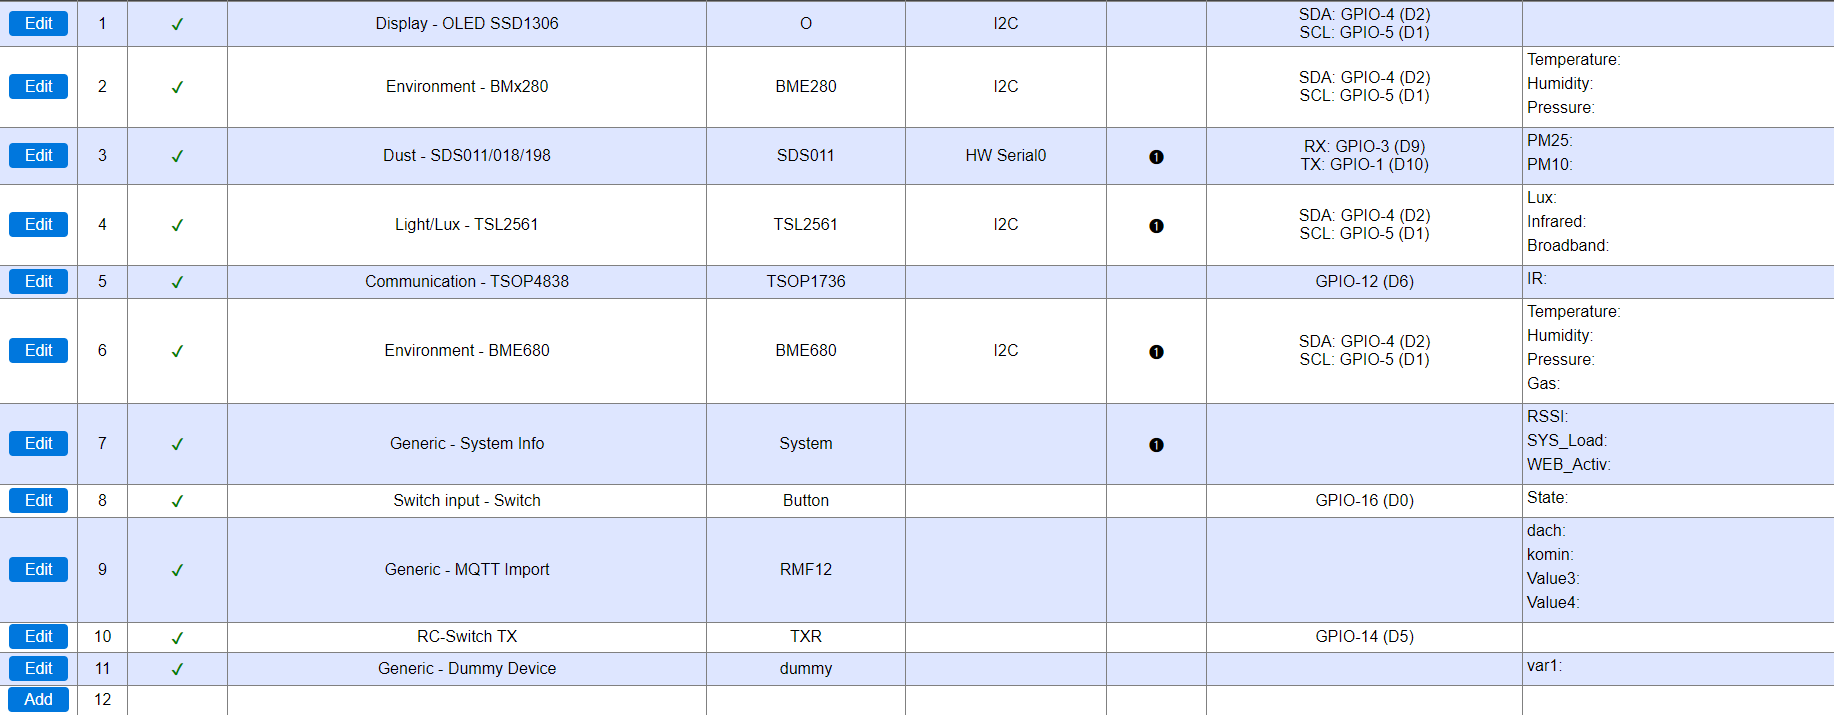 Edit 1 ✓ Display - OLED SSD1306 O I2C SDA: GPIO-4 (D2)
SCL: GPIO-5 (D1)
Edit 2 ✓ Environment - BMx280 BME280 I2C SDA: GPIO-4 (D2)
SCL: GPIO-5 (D1)
Temperature:
Humidity:
Pressure:
Edit 3 ✓ Dust - SDS011/018/198 SDS011 HW Serial0 ❶ RX: GPIO-3 (D9)
TX: GPIO-1 (D10)
PM25:
PM10:
Edit 4 ✓ Light/Lux - TSL2561 TSL2561 I2C ❶ SDA: GPIO-4 (D2)
SCL: GPIO-5 (D1)
Lux:
Infrared:
Broadband:
Edit 5 ✓ Communication - TSOP4838 TSOP1736 GPIO-12 (D6) IR:
Edit 6 ✓ Environment - BME680 BME680 I2C ❶ SDA: GPIO-4 (D2)
SCL: GPIO-5 (D1)
Temperature:
Humidity:
Pressure:
Gas:
Edit 7 ✓ Generic - System Info System ❶
RSSI:
SYS_Load:
WEB_Activ:
Edit 8 ✓ Switch input - Switch Button GPIO-16 (D0) State:
Edit 9 ✓ Generic - MQTT Import RMF12
dach:
komin:
Value3:
Value4:
Edit 10 ✓ RC-Switch TX TXR GPIO-14 (D5)
Edit 11 ✓ Generic - Dummy Device dummy var1:
Add 12